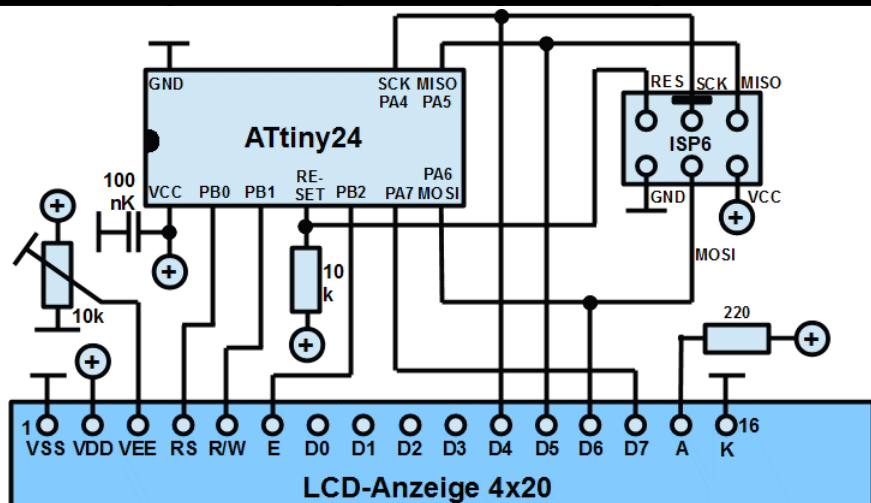 GND
SCK MISO
PA4 PA5
RES SCK MISO
ATtiny24
ISP6
100
nK
VCC PB0 PB1 RE-
SET PB2 PA7 PA6
MOSI
GND VCC
MOSI
10
k
10k
220
+
+
+
+
+
+
1 16
VSS VDD VEE RS R/W E D0 D1 D2 D3 D4 D5 D6 D7 A K
LCD-Anzeige 4x20